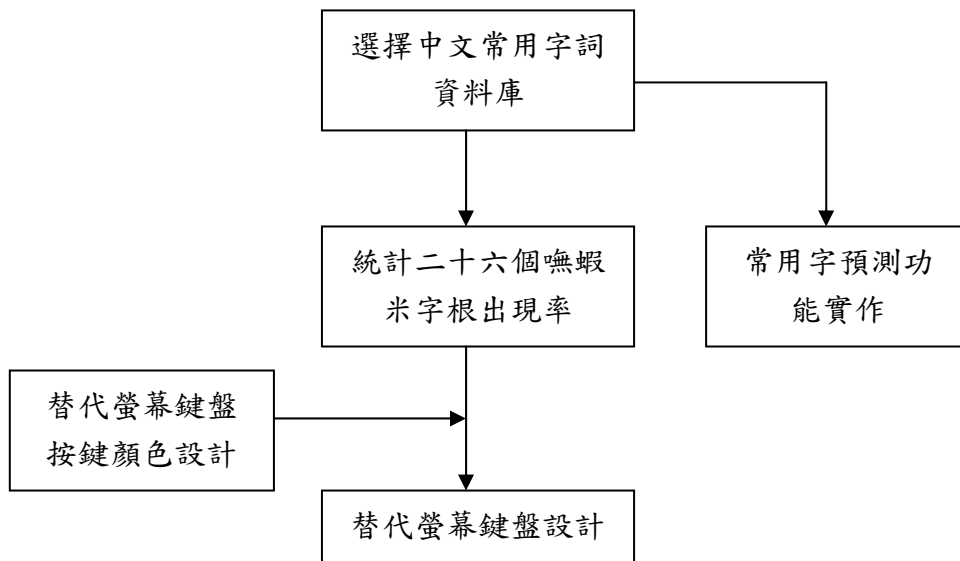 選擇中文常用字詞
資料庫
統計二十六個嘸蝦
米字根出現率
常用字預測功
能實作
替代螢幕鍵盤
按鍵顏色設計
替代螢幕鍵盤設計